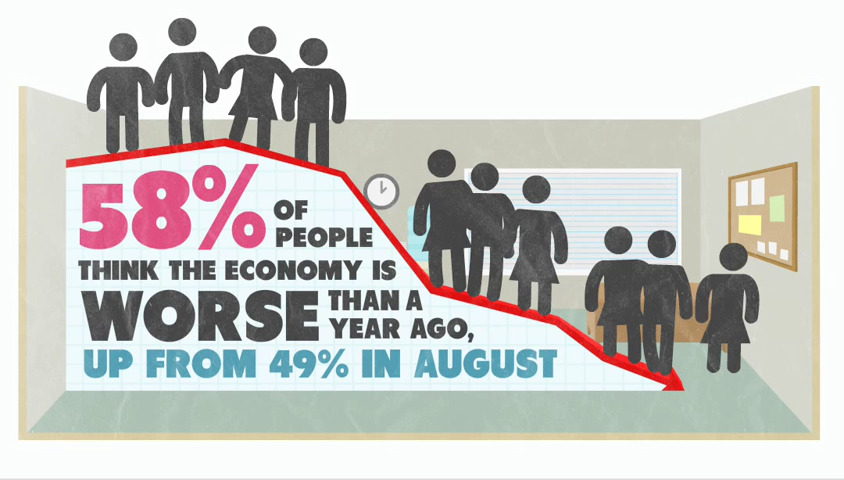 58% OF
PEOPLE
THINK THE ECONOMY IS
WORSE THAN A
YEAR AGO,
UP FROM 49% IN AUGUST